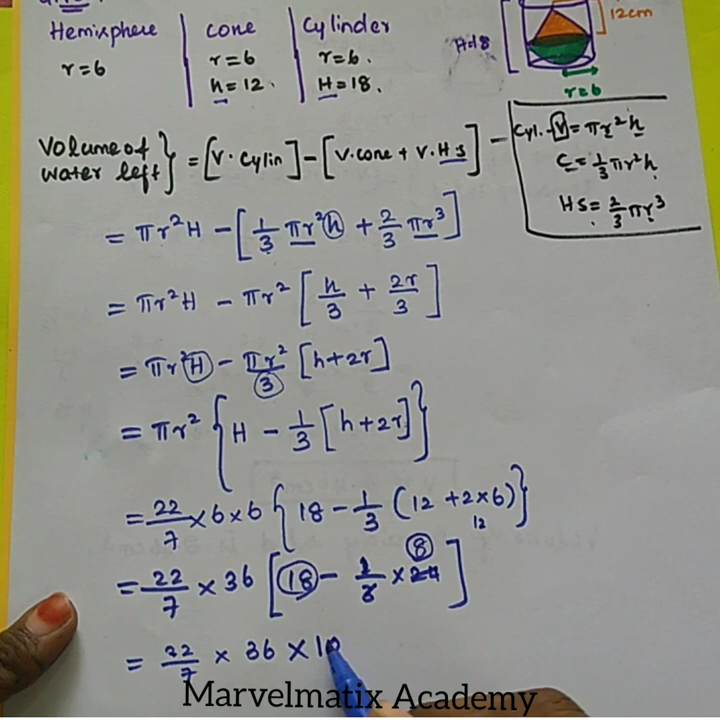 Hemisphere | cone | Cylinder
r=6 | r=6 | r=6.
h=12. | H=18.
12cm
H=18
r=6
Volume of water left } = [V. Cylin] - [V.cone + V.HS]
Cyl. V = πr²h
C = 1/3 πr²h
HS = 2/3 πr³
= πr²H - [1/3 πr²h + 2/3 πr³]
= πr²H - πr² [h/3 + 2r/3]
= πr²H - πr²/3 [h+2r]
= πr² {H - 1/3 [h+2r]}
= 22/7 × 6 × 6 {18 - 1/3 (12 + 2×6)}
12
8
= 22/7 × 36 [18 - 1/3 × 24]
= 22/7 × 36 × 10
Marvelmatix Academy